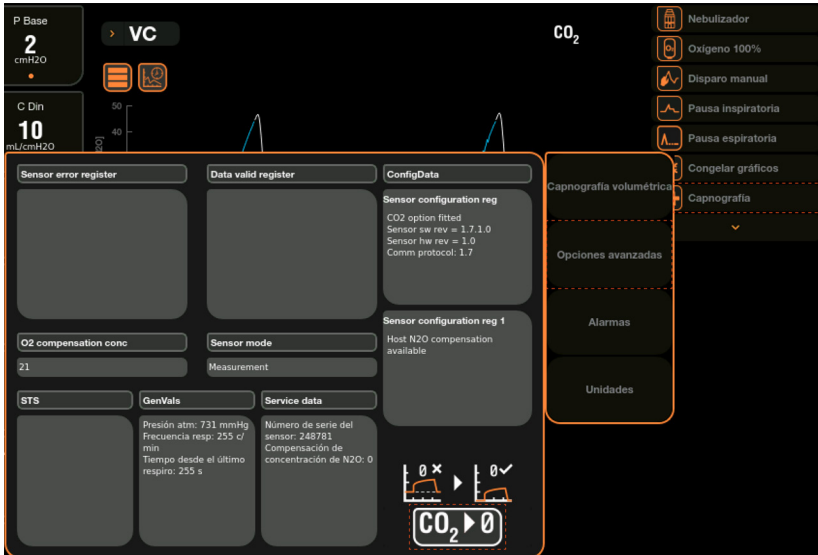 P Base
2
cmH2O
VC
CO2
C Din
10
mL/cmH2O
50
40
2O]
Nebulizador
O2
Oxígeno 100%
Disparo manual
Pausa inspiratoria
Pausa espiratoria
Congelar gráficos
Capnografía
Sensor error register
Data valid register
ConfigData
Sensor configuration reg
CO2 option fitted
Sensor sw rev = 1.7.1.0
Sensor hw rev = 1.0
Comm protocol: 1.7
Sensor configuration reg 1
Host N2O compensation
available
O2 compensation conc
21
Sensor mode
Measurement
STS
GenVals
Presión atm: 731 mmHg
Frecuencia resp: 255 c/
min
Tiempo desde el último
respiro: 255 s
Service data
Número de serie del
sensor: 248781
Compensación de
concentración de N2O: 0
0
0
CO2 0
Capnografía volumétrica
Opciones avanzadas
Alarmas
Unidades